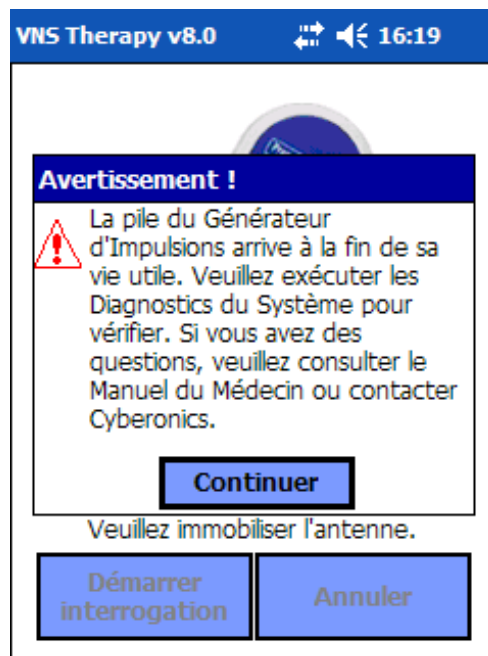 VNS Therapy v8.0 16:19
Avertissement !
La pile du Générateur
d'Impulsions arrive à la fin de sa
vie utile. Veuillez exécuter les
Diagnostics du Système pour
vérifier. Si vous avez des
questions, veuillez consulter le
Manuel du Médecin ou contacter
Cyberonics.
Continuer
Veuillez immobiliser l'antenne.
Démarrer
interrogation
Annuler